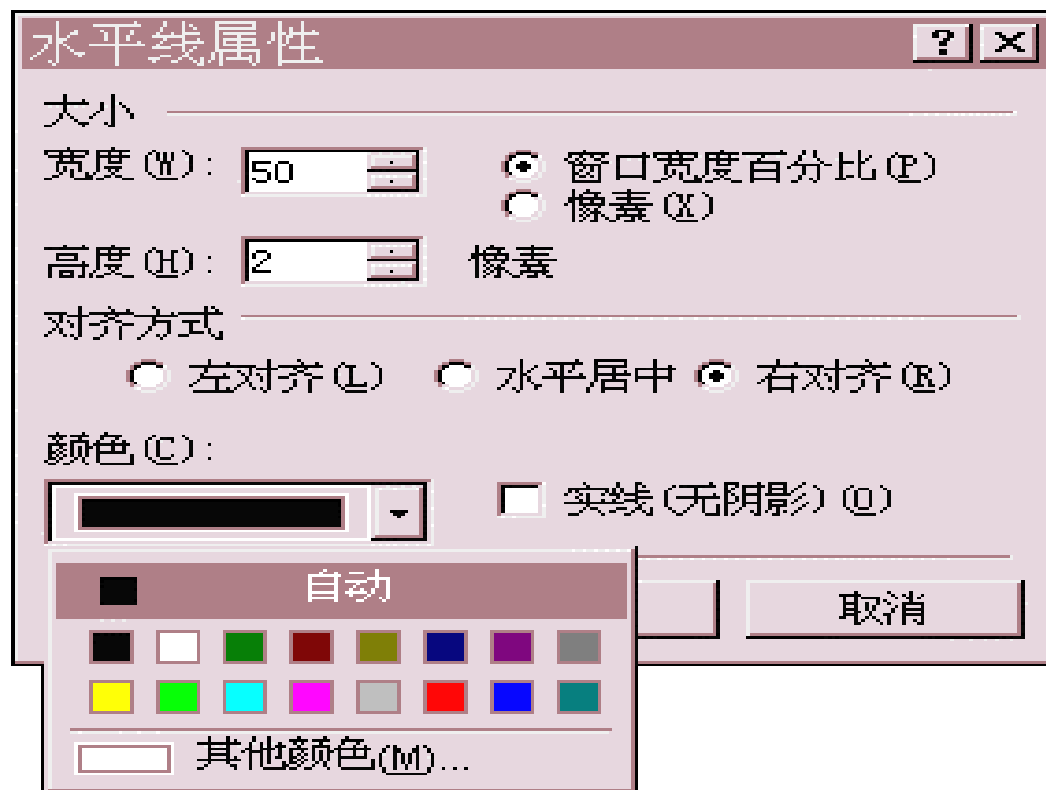 水平线属性 ? ×
大小
宽度(W): 50 窗口宽度百分比(P)
像素(X)
高度(H): 2 像素
对齐方式
左对齐(L) 水平居中 右对齐(R)
颜色(C):
实线(无阴影)(O)
自动
取消
其他颜色(M)...